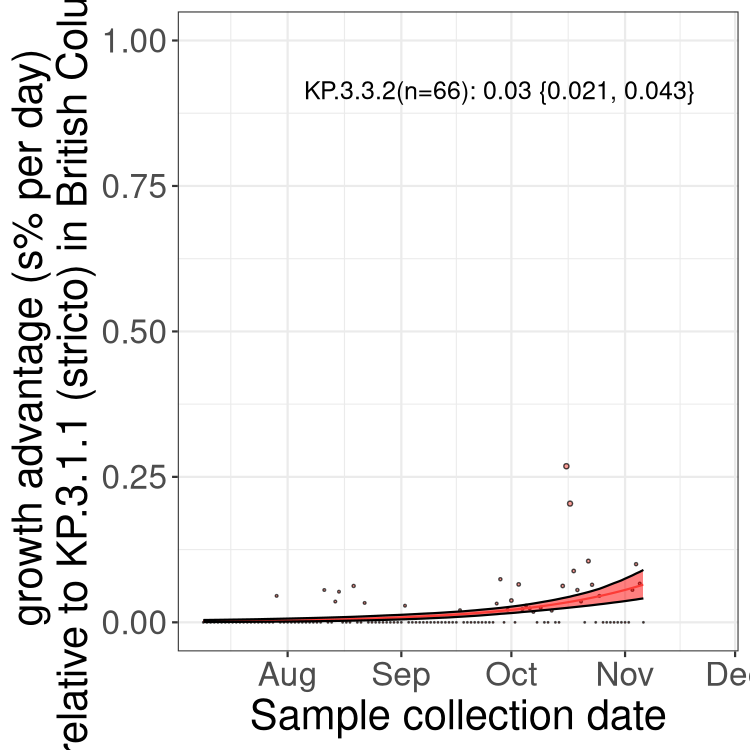 growth advantage (s% per day)
relative to KP.3.1.1 (stricto) in British Colu
1.00
0.75
0.50
0.25
0.00
KP.3.3.2(n=66): 0.03 {0.021, 0.043}
Aug Sep Oct Nov Dec
Sample collection date